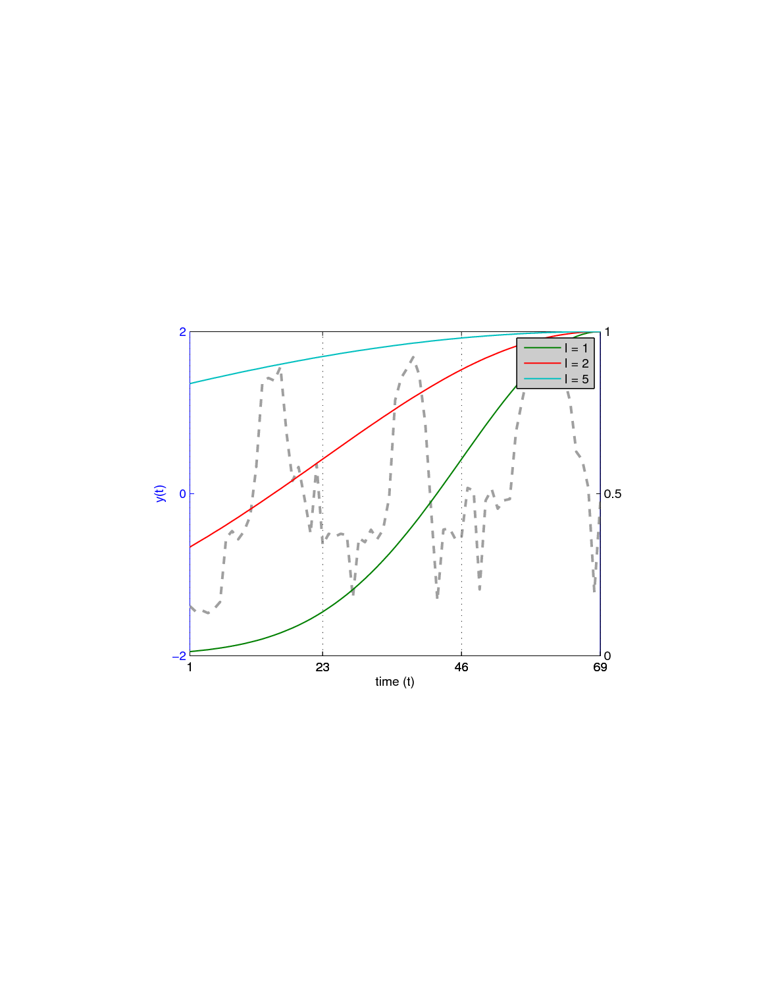 2
1
l = 1
l = 2
l = 5
y(t)
0
0.5
−2
0
1
23
46
69
time (t)